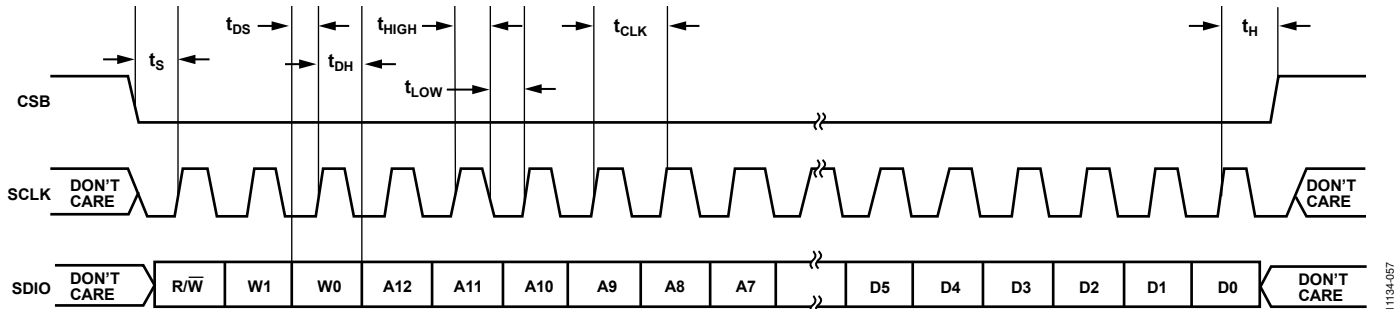 tDS
tHIGH
tCLK
tH
tS
tDH
tLOW
CSB
SCLK
DON'T
CARE
DON'T
CARE
SDIO
DON'T
CARE
R/W̅
W1
W0
A12
A11
A10
A9
A8
A7
D5
D4
D3
D2
D1
D0
DON'T
CARE
11134-057